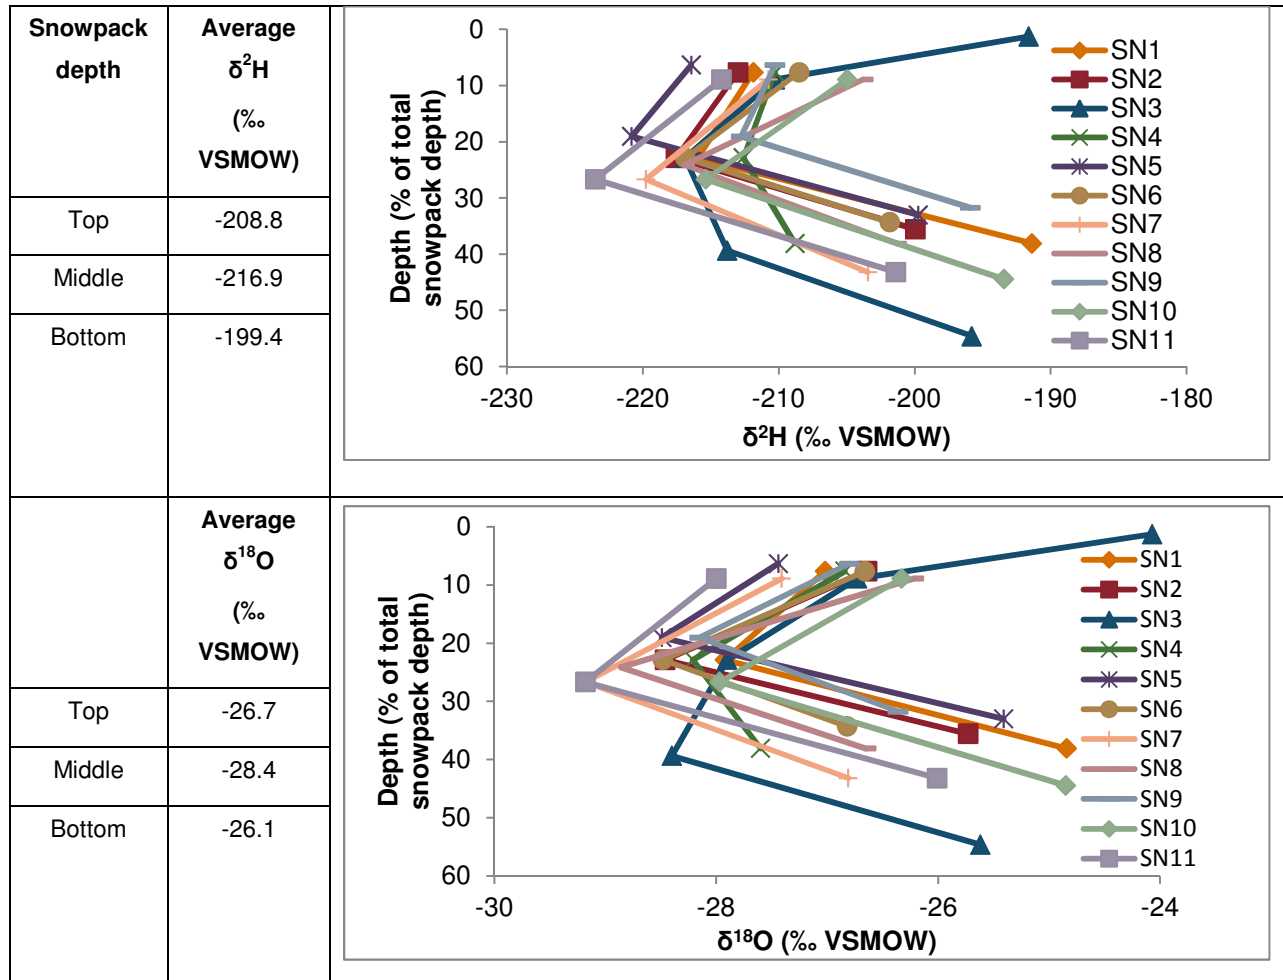 Snowpack
depth
Average
δ²H
(‰
VSMOW)
Top
-208.8
Middle
-216.9
Bottom
-199.4
0
10
20
30
40
50
60
-230
-220
-210
-200
-190
-180
Depth (% of total
snowpack depth)
δ²H (‰ VSMOW)
SN1
SN2
SN3
SN4
SN5
SN6
SN7
SN8
SN9
SN10
SN11
Average
δ¹⁸O
(‰
VSMOW)
Top
-26.7
Middle
-28.4
Bottom
-26.1
0
10
20
30
40
50
60
-30
-28
-26
-24
Depth (% of total
snowpack depth)
δ¹⁸O (‰ VSMOW)
SN1
SN2
SN3
SN4
SN5
SN6
SN7
SN8
SN9
SN10
SN11